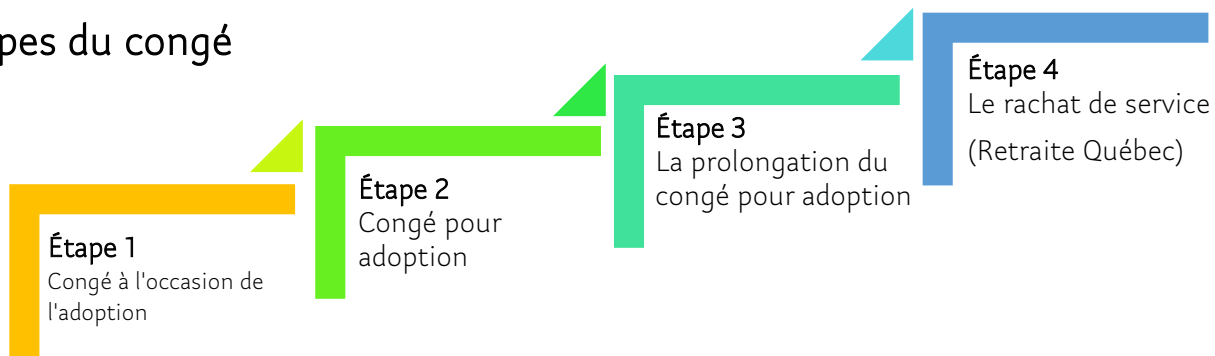 pes du congé
Étape 1
Congé à l'occasion de
l'adoption
Étape 2
Congé pour
adoption
Étape 3
La prolongation du
congé pour adoption
Étape 4
Le rachat de service
(Retraite Québec)